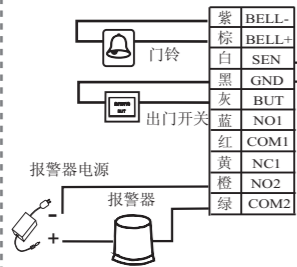 紫 BELL-
棕 BELL+
白 SEN
门铃
黑 GND
灰 BUT
出门开关
蓝 NO1
红 COM1
黄 NC1
报警器电源
橙 NO2
报警器
绿 COM2
-
+